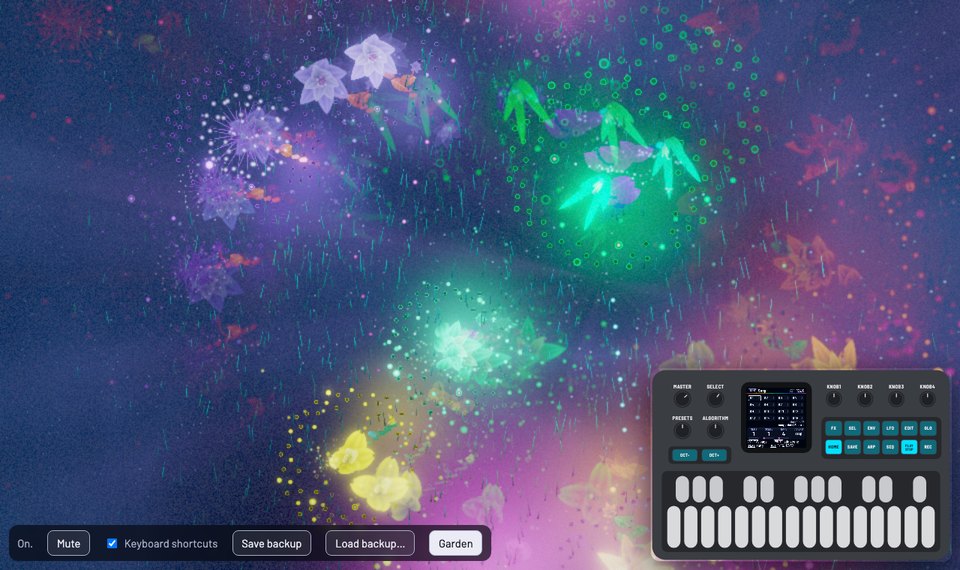 MASTER SELECT KNOB1 KNOB2 KNOB3 KNOB4
PRESETS ALGORITHM
FX SEL ENV LFO EDIT GLO
HOME SAVE ARP SEQ REC
OCT- OCT+
On. Mute Keyboard shortcuts Save backup Load backup... Garden